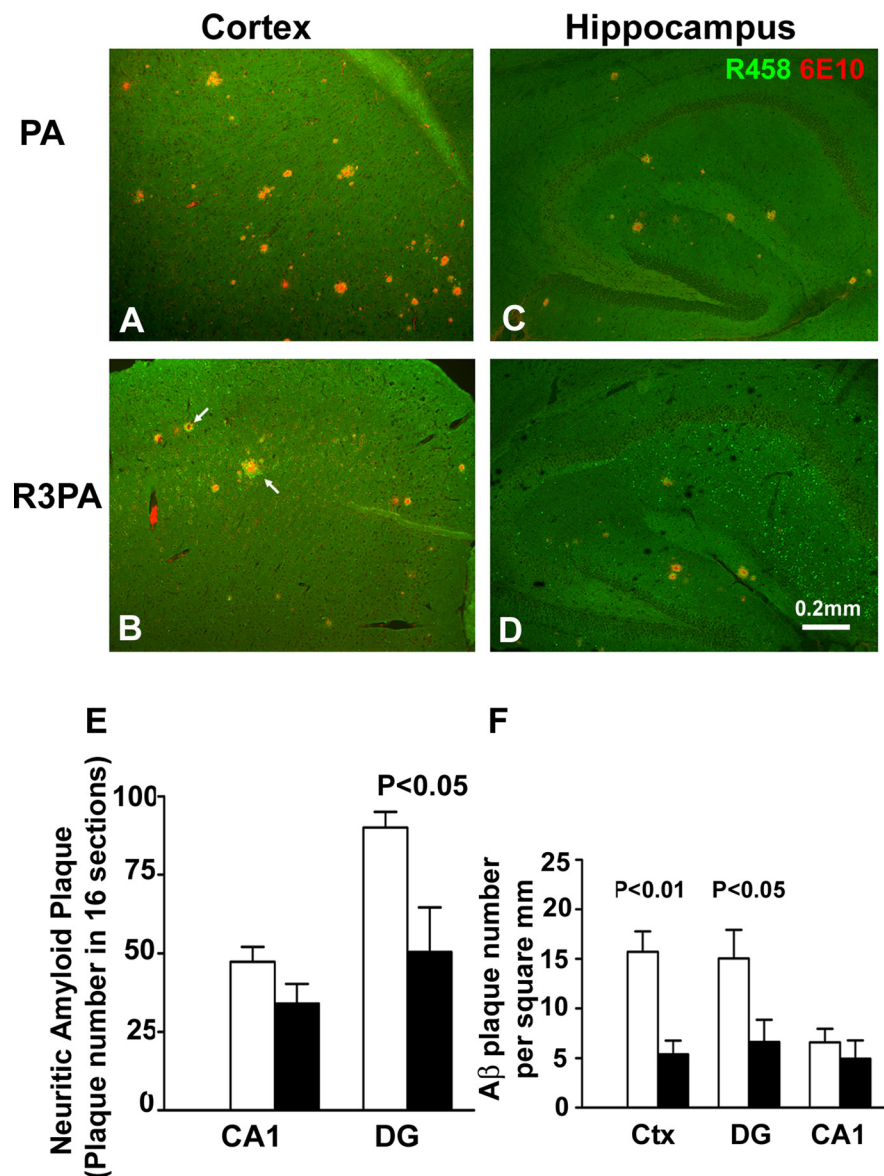 Cortex
Hippocampus
PA
R458 6E10
A
C
R3PA
B
D
0.2mm
E
F
Neuritic Amyloid Plaque
(Plaque number in 16 sections)
P<0.05
100
75
50
25
0
CA1
DG
Aβ plaque number
per square mm
P<0.01
P<0.05
25
20
15
10
5
0
Ctx
DG
CA1